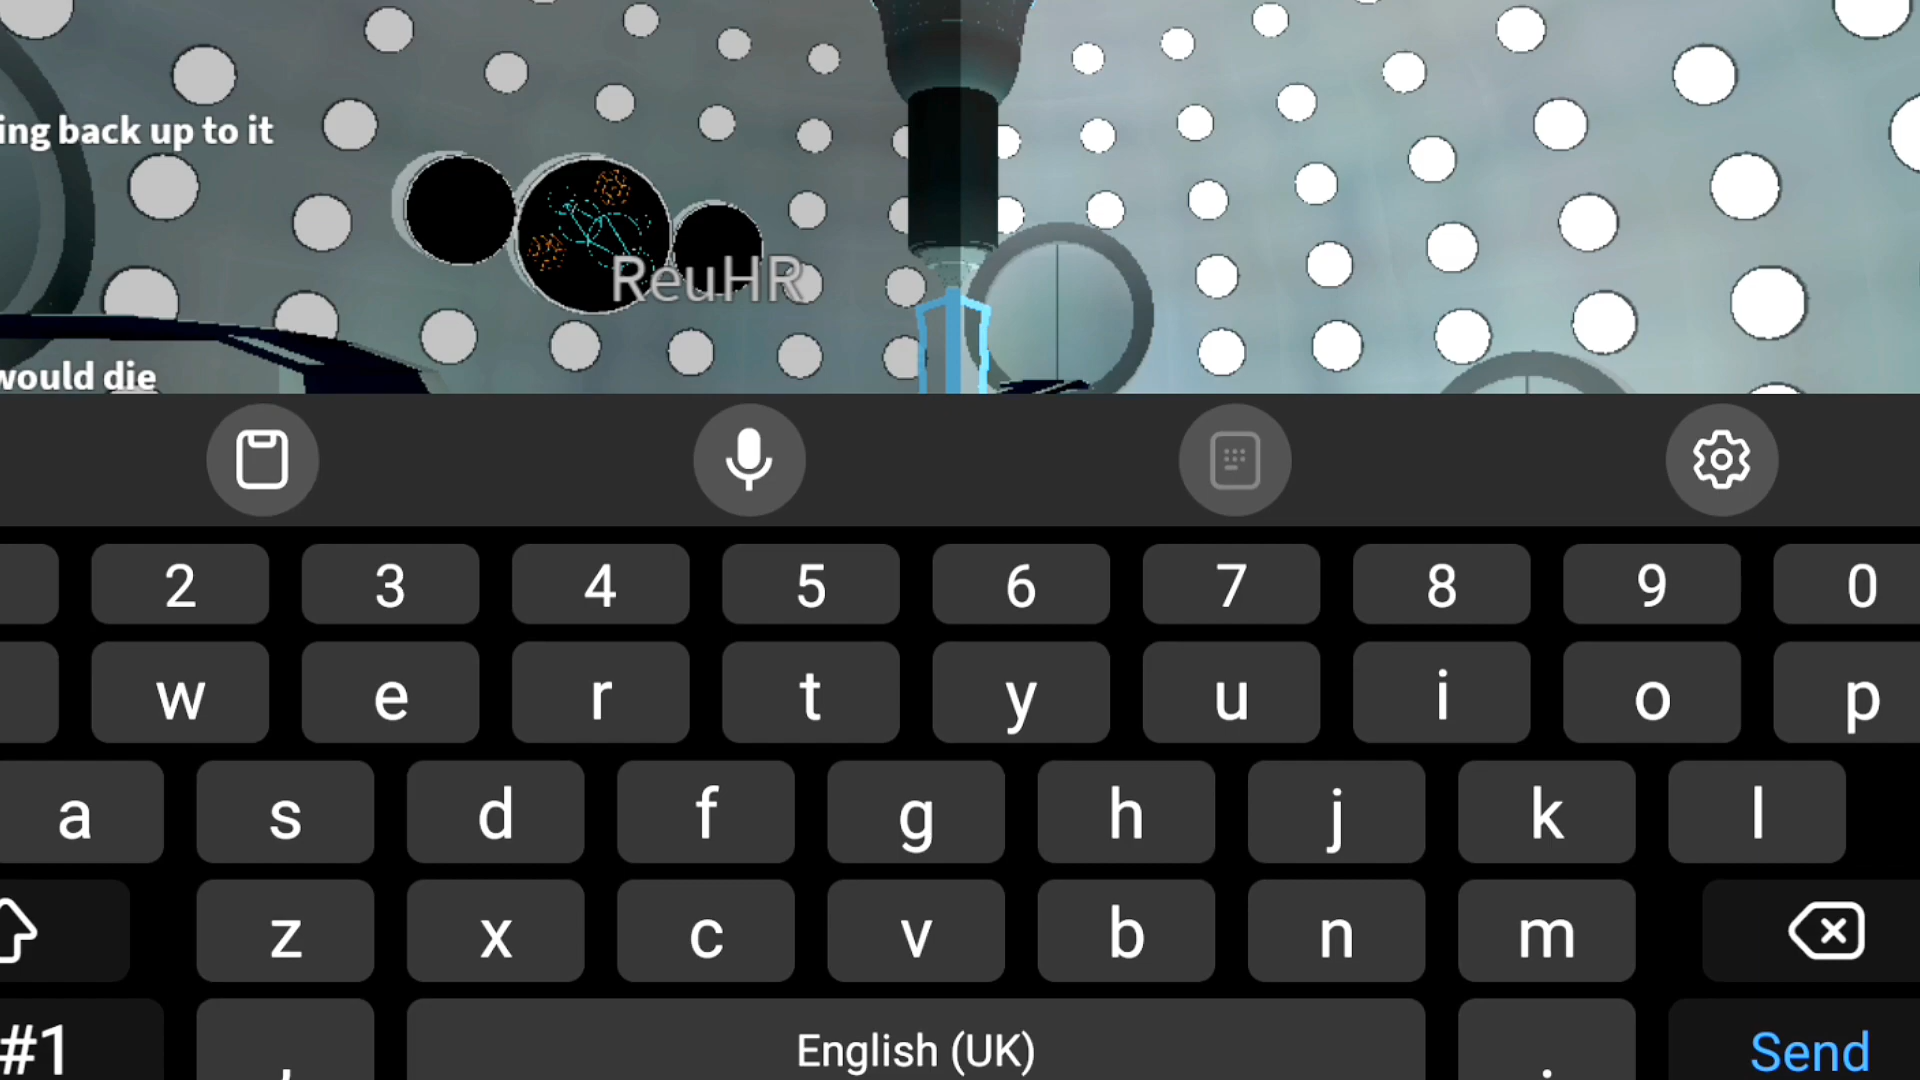 ing back up to it
ReuHR
would die
2 3 4 5 6 7 8 9 0
w e r t y u i o p
a s d f g h j k l
z x c v b n m
#1 , English (UK) . Send